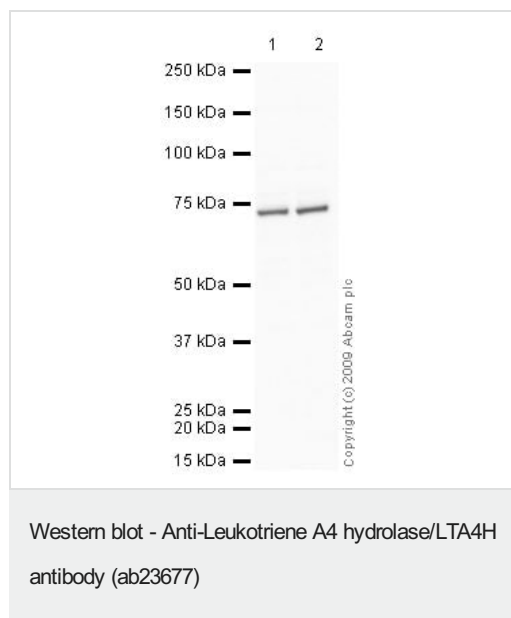 1 2
250 kDa
150 kDa
100 kDa
75 kDa
50 kDa
37 kDa
25 kDa
20 kDa
15 kDa
Copyright (c) 2009 Abcam plc
Western blot - Anti-Leukotriene A4 hydrolase/LTA4H
antibody (ab23677)